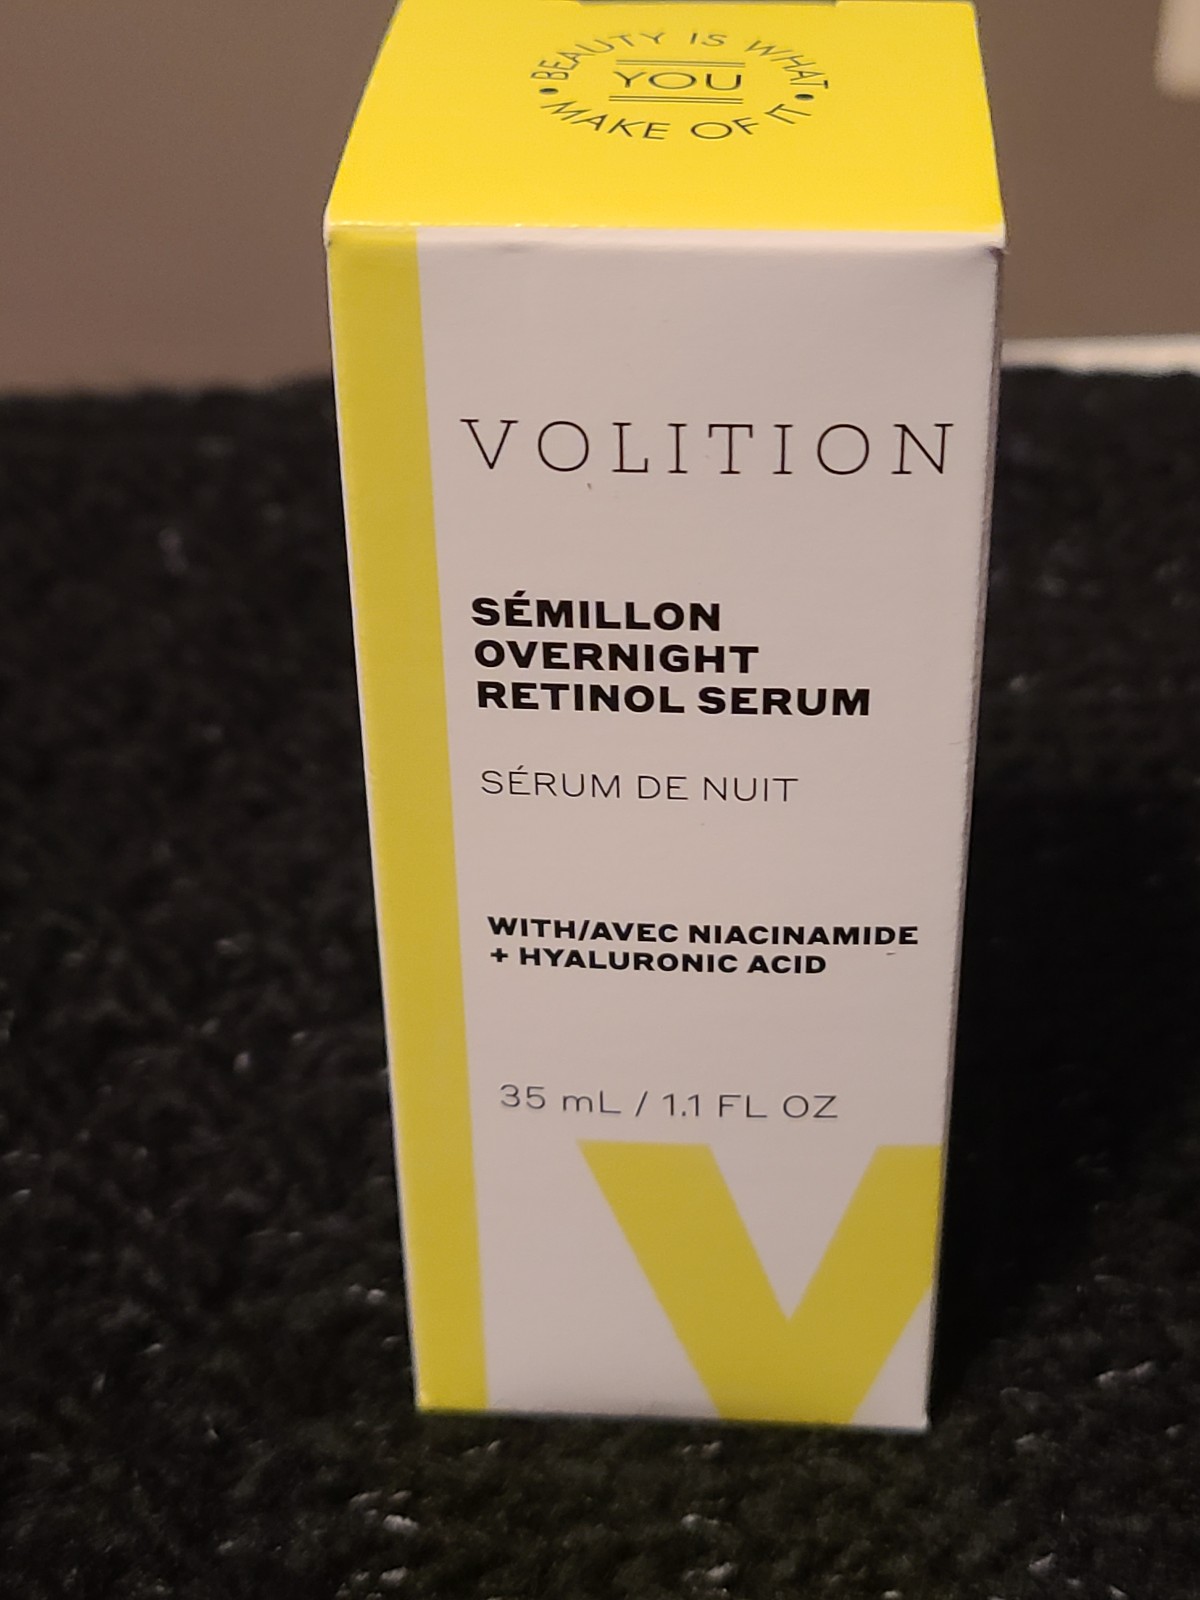 BEAUTY IS WHAT
YOU
MAKE OF IT
VOLITION
SÉMILLON
OVERNIGHT
RETINOL SERUM
SÉRUM DE NUIT
WITH/AVEC NIACINAMIDE
+ HYALURONIC ACID
35 mL / 1.1 FL OZ
V